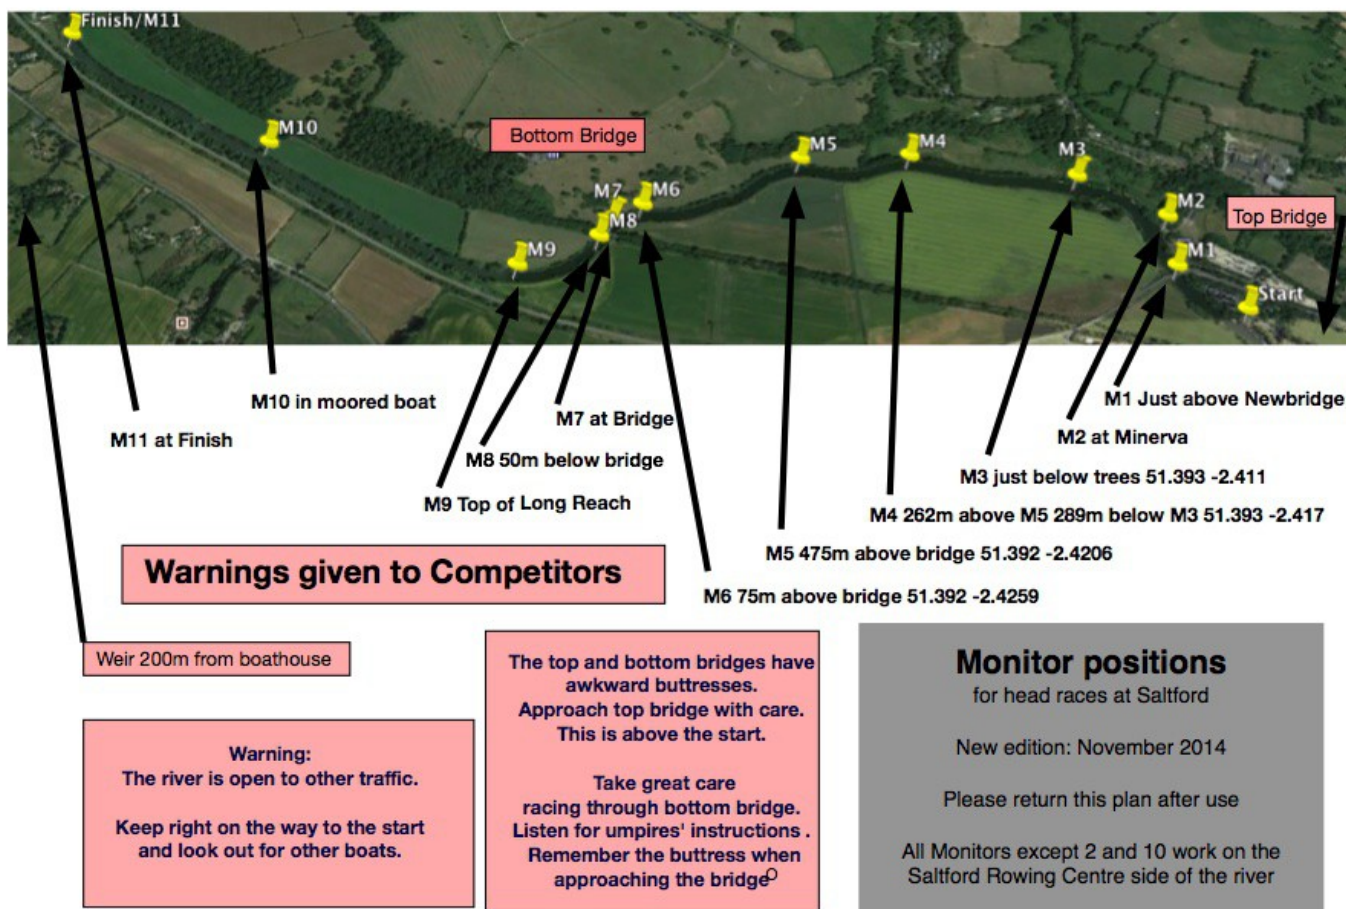 Finish/M11
M10
Bottom Bridge
M5
M4
M3
M7
M6
M8
M2
Top Bridge
M9
M1
Start
M10 in moored boat
M11 at Finish
M7 at Bridge
M8 50m below bridge
M9 Top of Long Reach
M1 Just above Newbridge
M2 at Minerva
M3 just below trees 51.393 -2.411
M4 262m above M5 289m below M3 51.393 -2.417
M5 475m above bridge 51.392 -2.4206
M6 75m above bridge 51.392 -2.4259
Warnings given to Competitors
Weir 200m from boathouse
Warning:
The river is open to other traffic.
Keep right on the way to the start
and look out for other boats.
The top and bottom bridges have
awkward buttresses.
Approach top bridge with care.
This is above the start.
Take great care
racing through bottom bridge.
Listen for umpires' instructions .
Remember the buttress when
approaching the bridge
Monitor positions
for head races at Saltford
New edition: November 2014
Please return this plan after use
All Monitors except 2 and 10 work on the
Saltford Rowing Centre side of the river